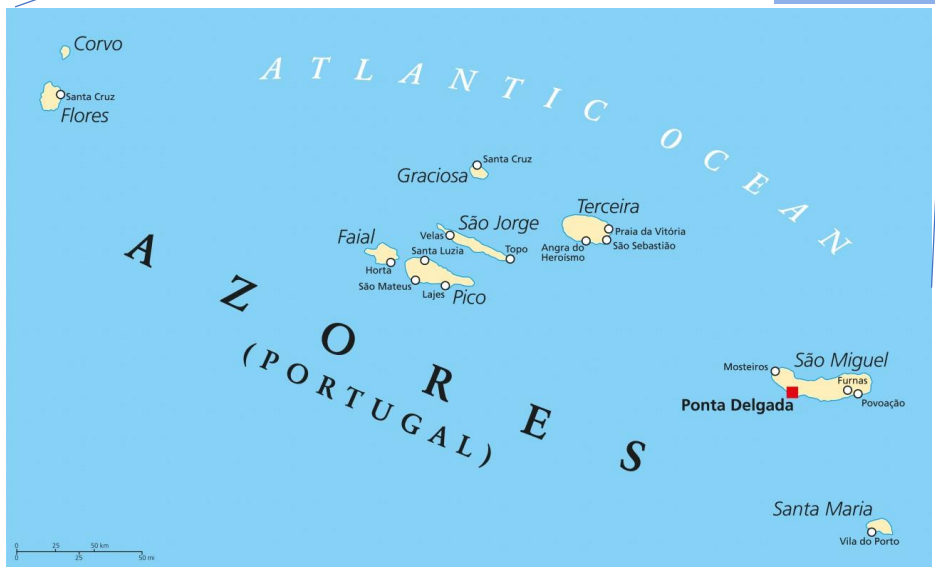 Corvo
Santa Cruz
Flores
ATLANTIC OCEAN
Santa Cruz
Graciosa
Terceira
Praia da Vitória
São Sebastião
Angra do
Heroísmo
São Jorge
Velas
Topo
Faial
Horta
Santa Luzia
São Mateus
Lajes
Pico
AZORES
(PORTUGAL)
São Miguel
Mosteiros
Furnas
Povoação
Ponta Delgada
Santa Maria
Vila do Porto
0 25 50 km
0 25 50 mi